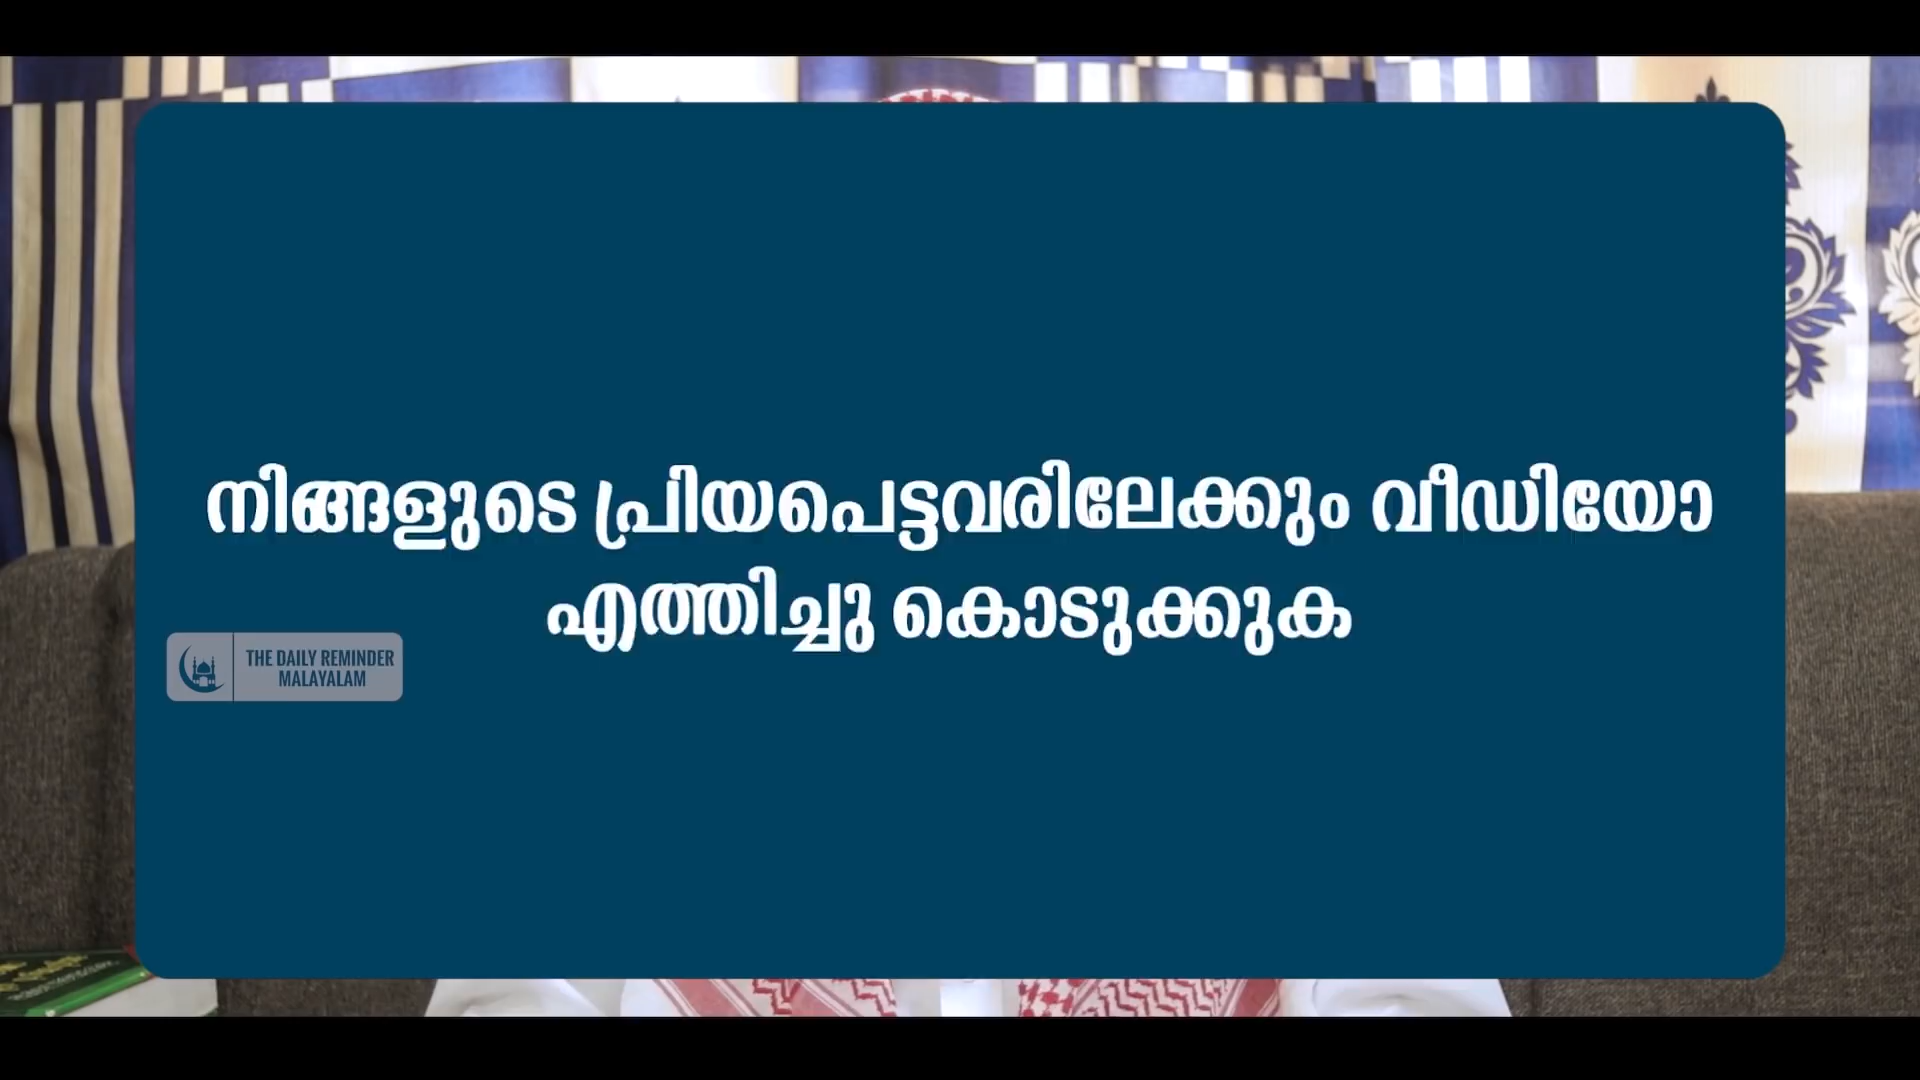 നിങ്ങളുടെ പ്രിയപെട്ടവരിലേക്കും വീഡിയോ
എത്തിച്ചു കൊടുക്കുക
THE DAILY REMINDER
MALAYALAM